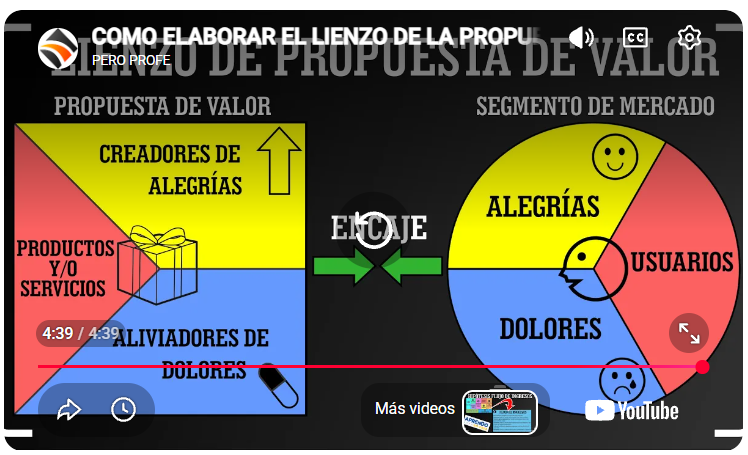 COMO ELABORAR EL LIENZO DE LA PROPU
PERO PROFE
LIENZO DE PROPUESTA DE VALOR
PROPUESTA DE VALOR
SEGMENTO DE MERCADO
CREADORES DE
ALEGRÍAS
PRODUCTOS
Y/O
SERVICIOS
ALIVIADORES DE
DOLORES
ENCAJE
ALEGRÍAS
USUARIOS
DOLORES
4:39 / 4:39
Más videos
APRENDO
YouTube